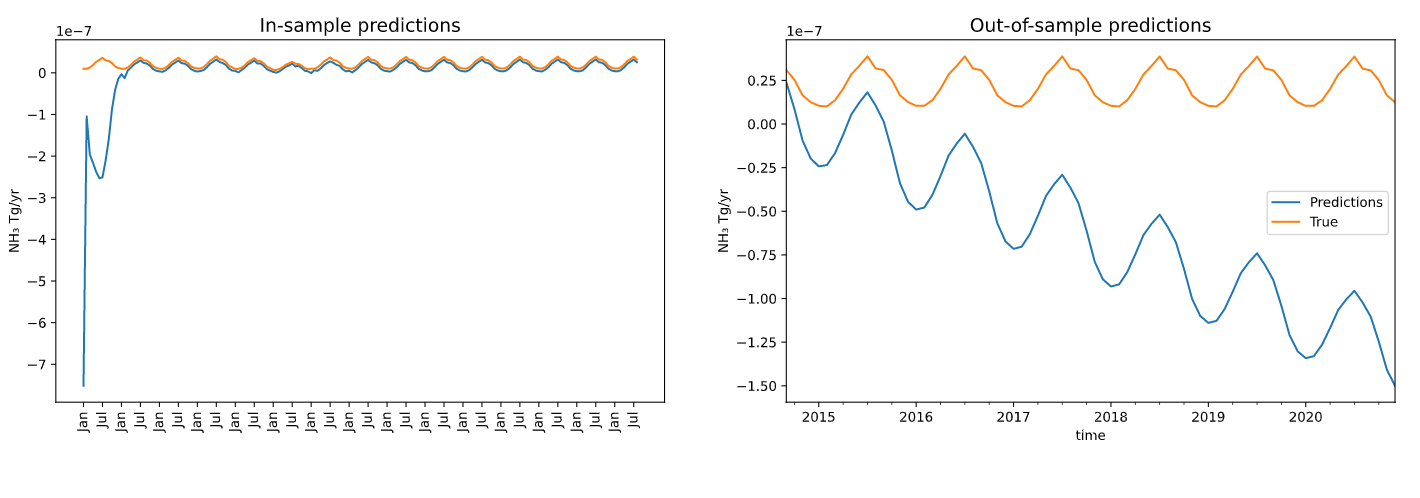 In-sample predictions
1e−7
0
−1
−2
−3
−4
−5
−6
−7
NH₃ Tg/yr
Jan Jul Jan Jul Jan Jul Jan Jul Jan Jul Jan Jul Jan Jul Jan Jul Jan Jul Jan Jul Jan Jul Jan Jul Jan Jul Jan Jul Jan Jul
Out-of-sample predictions
1e−7
0.25
0.00
−0.25
−0.50
−0.75
−1.00
−1.25
−1.50
NH₃ Tg/yr
Predictions
True
2015 2016 2017 2018 2019 2020
time